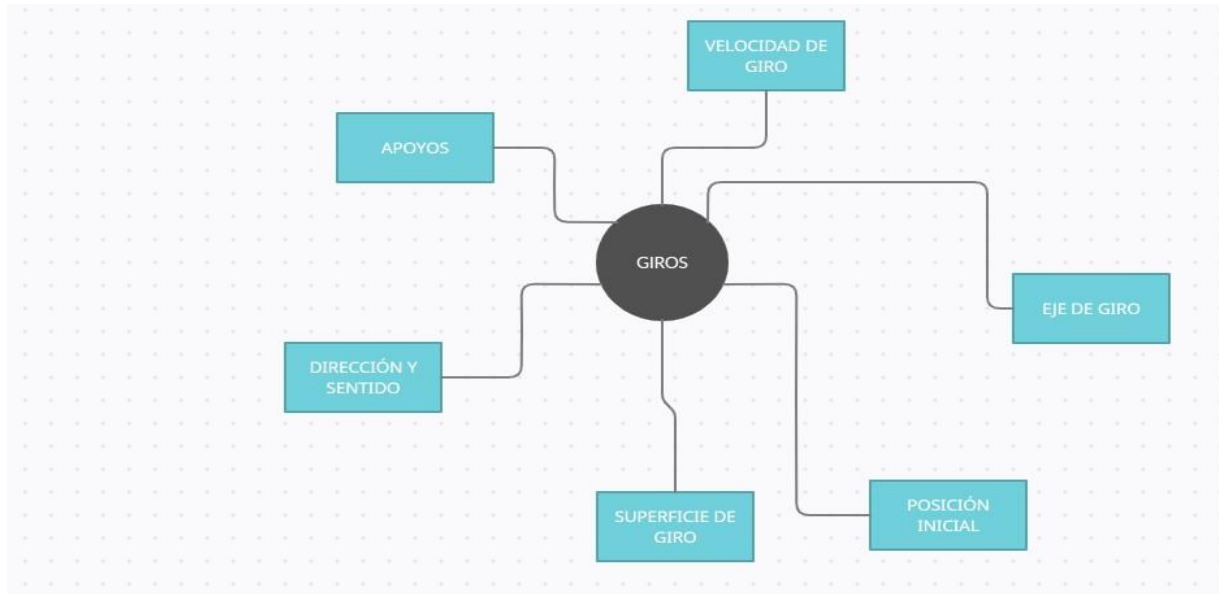 VELOCIDAD DE
GIRO
APOYOS
GIROS
EJE DE GIRO
DIRECCIÓN Y
SENTIDO
SUPERFICIE DE
GIRO
POSICIÓN
INICIAL